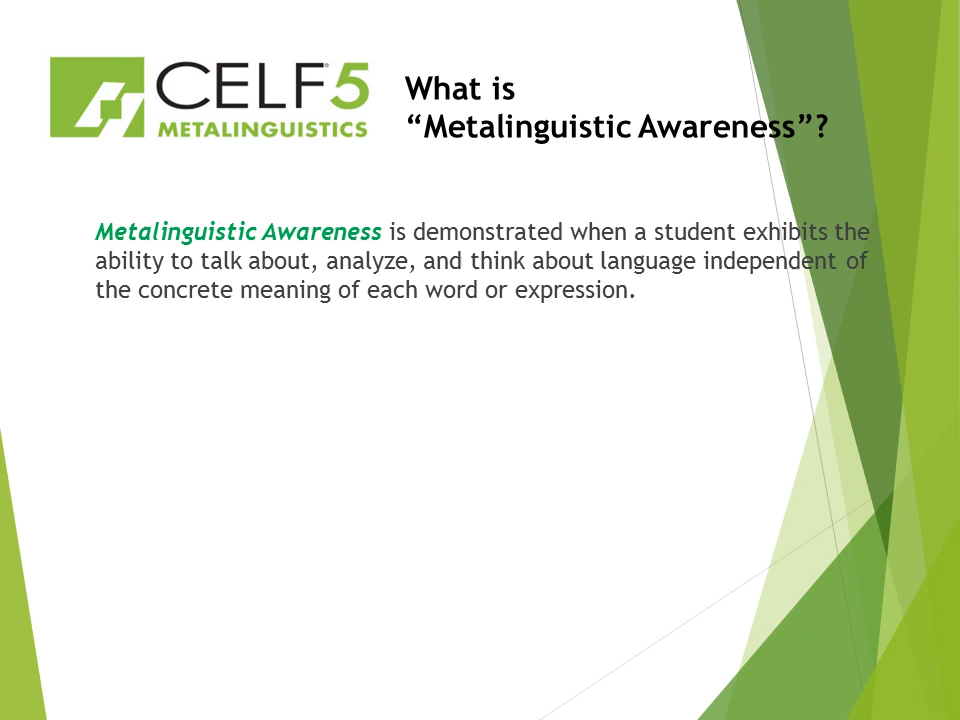 CELF 5
METALINGUISTICS
What is
“Metalinguistic Awareness”?
Metalinguistic Awareness is demonstrated when a student exhibits the
ability to talk about, analyze, and think about language independent of
the concrete meaning of each word or expression.